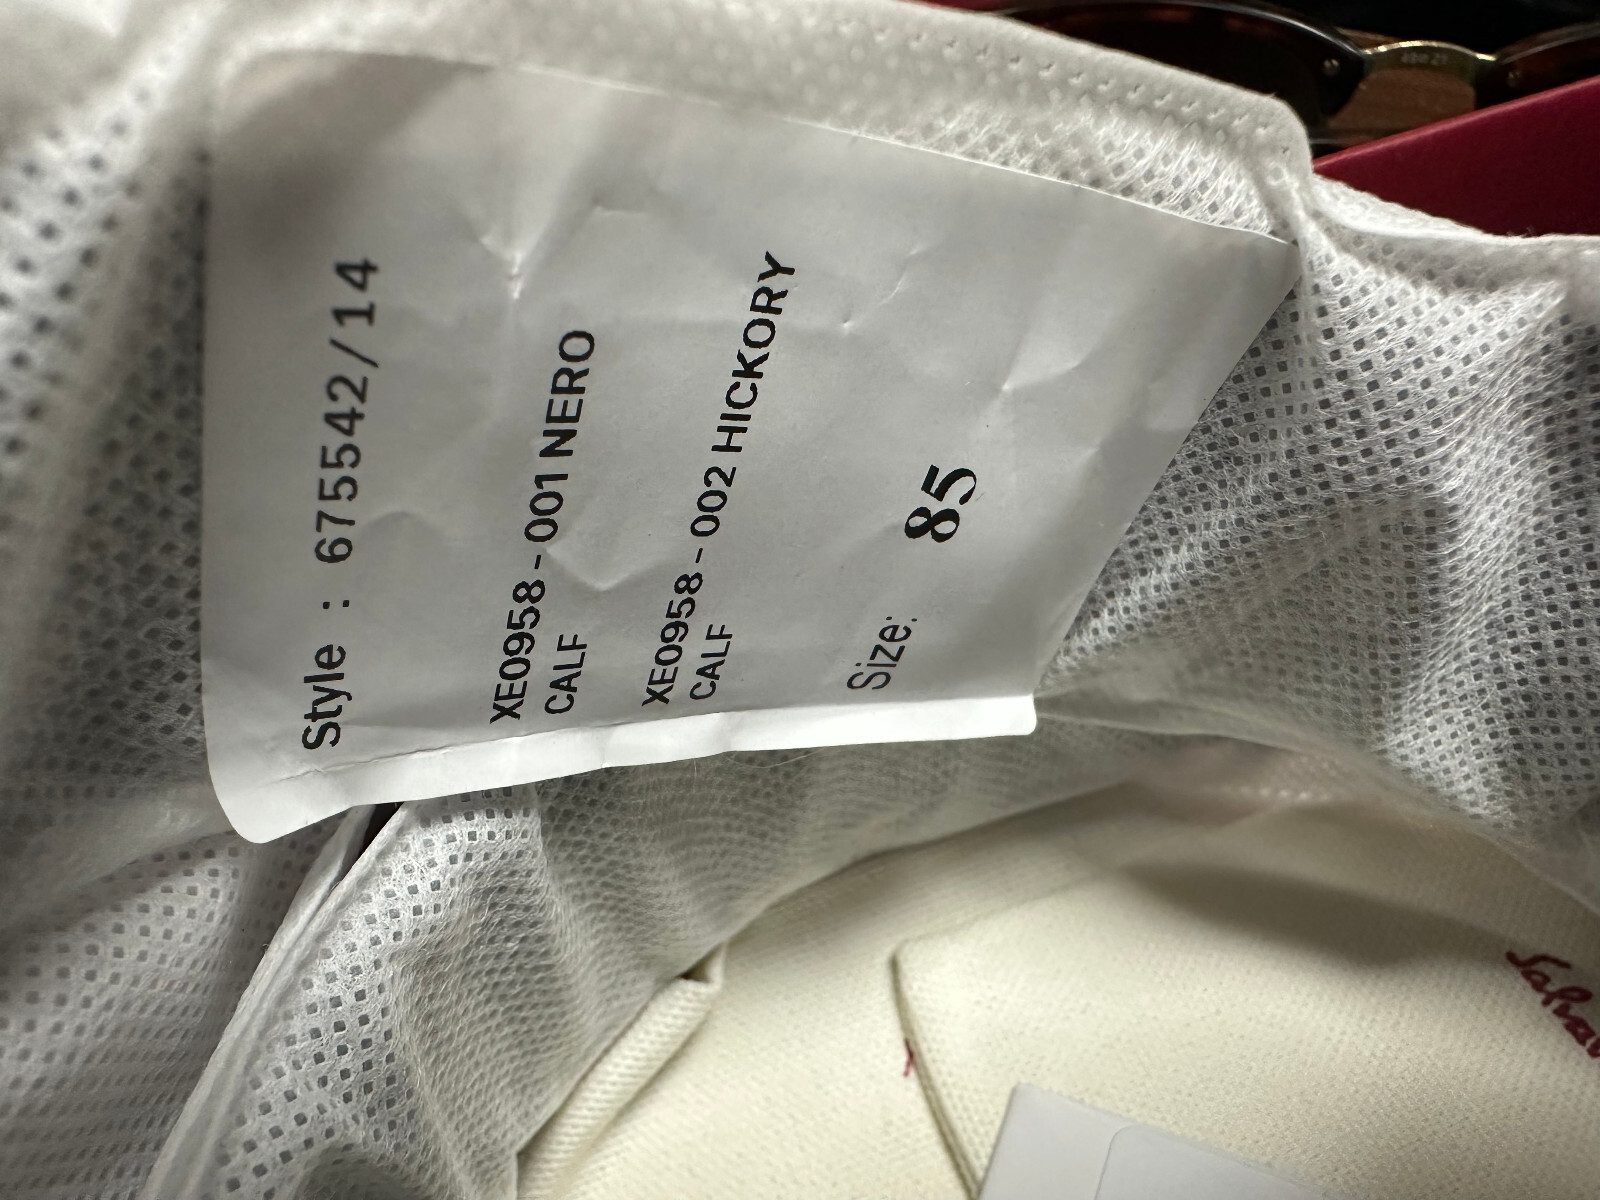 Style : 675542/14
XE0958 - 001 NERO
CALF
XE0958 - 002 HICKORY
CALF
Size: 85